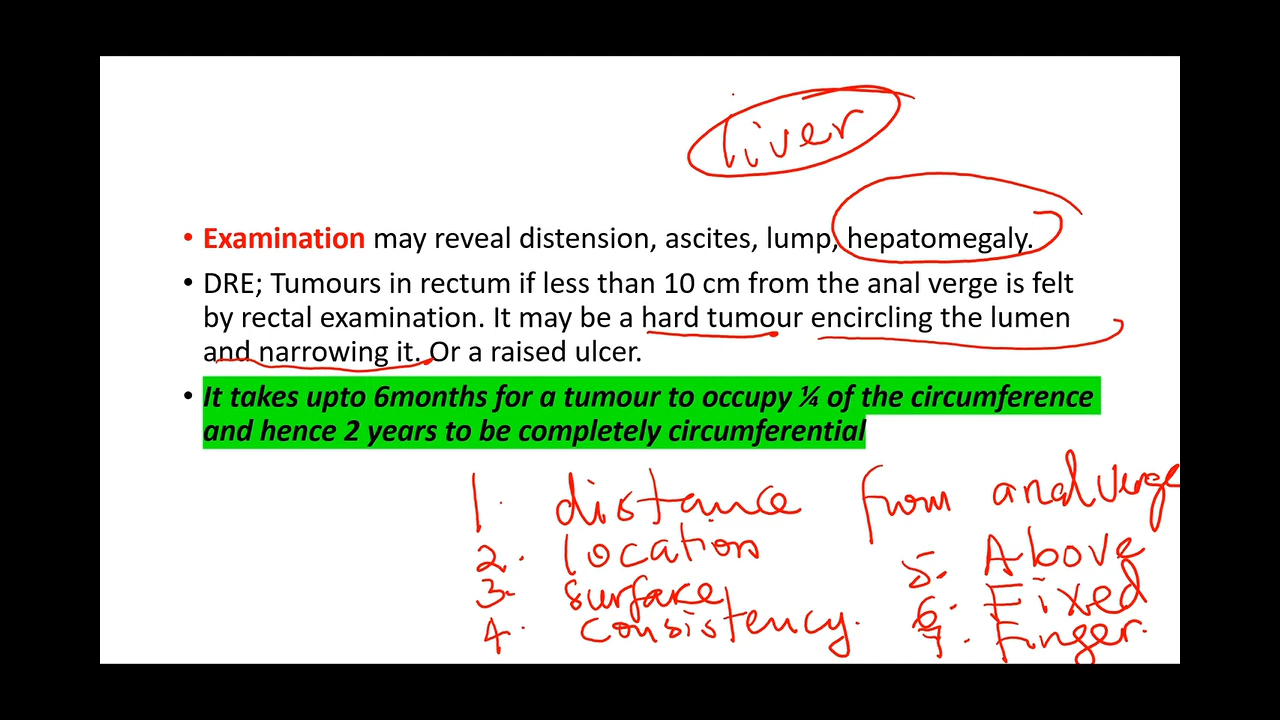 liver
• Examination may reveal distension, ascites, lump, hepatomegaly.
• DRE; Tumours in rectum if less than 10 cm from the anal verge is felt
by rectal examination. It may be a hard tumour encircling the lumen
and narrowing it. Or a raised ulcer.
• It takes upto 6months for a tumour to occupy ¼ of the circumference
and hence 2 years to be completely circumferential
1. distance from anal verge
2. location
3. surface
4. consistency.
5. Above
6. Fixed
7. Finger.